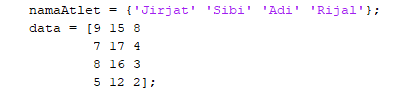 namaAtlet = {'Jirjat' 'Sibi' 'Adi' 'Rijal'};
data = [9 15 8
7 17 4
8 16 3
5 12 2];